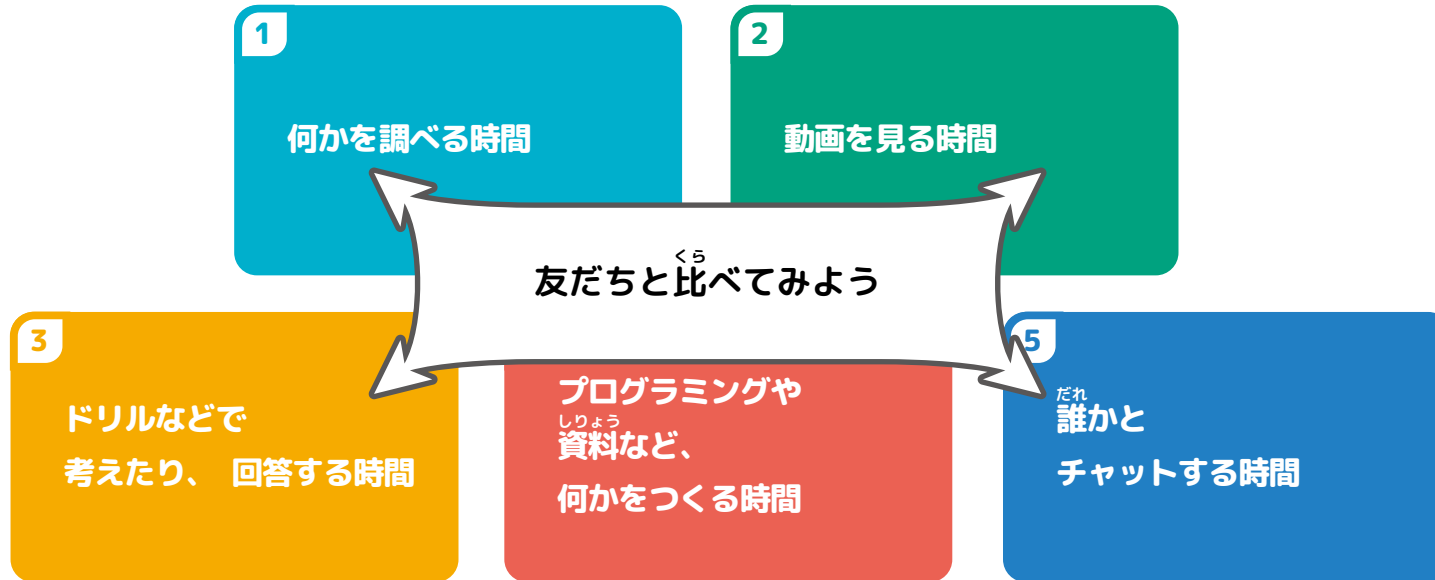 1
何かを調べる時間
2
動画を見る時間
くら
友だちと比べてみよう
3
ドリルなどで
考えたり、 回答する時間
プログラミングや
しりょう
資料など、
何かをつくる時間
5
だれ
誰かと
チャットする時間